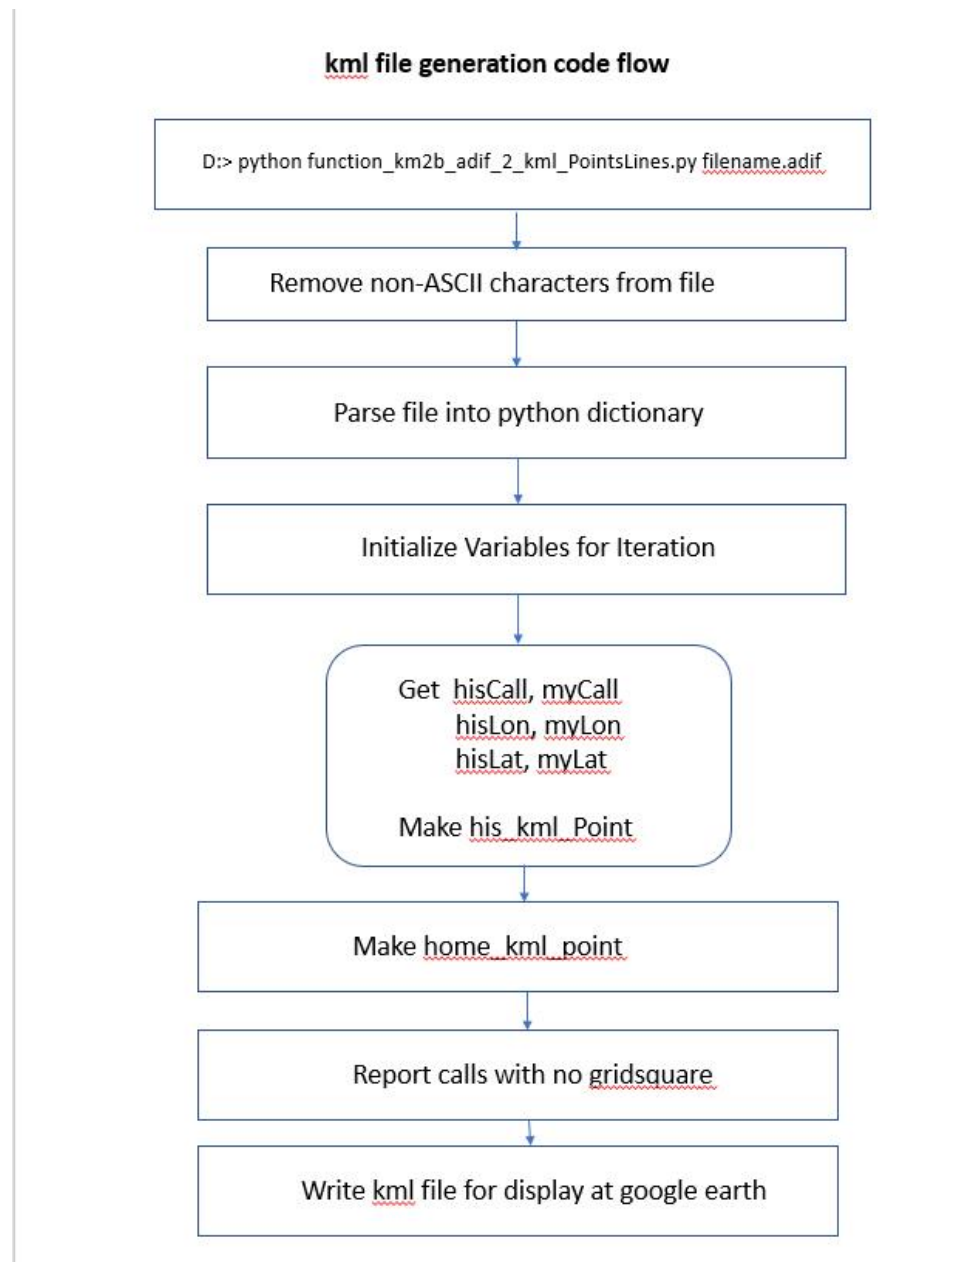 kml file generation code flow
D:> python function_km2b_adif_2_kml_PointsLines.py filename.adif
Remove non-ASCII characters from file
Parse file into python dictionary
Initialize Variables for Iteration
Get hisCall, myCall
hisLon, myLon
hisLat, myLat
Make his_kml_Point
Make home_kml_point
Report calls with no gridsquare
Write kml file for display at google earth